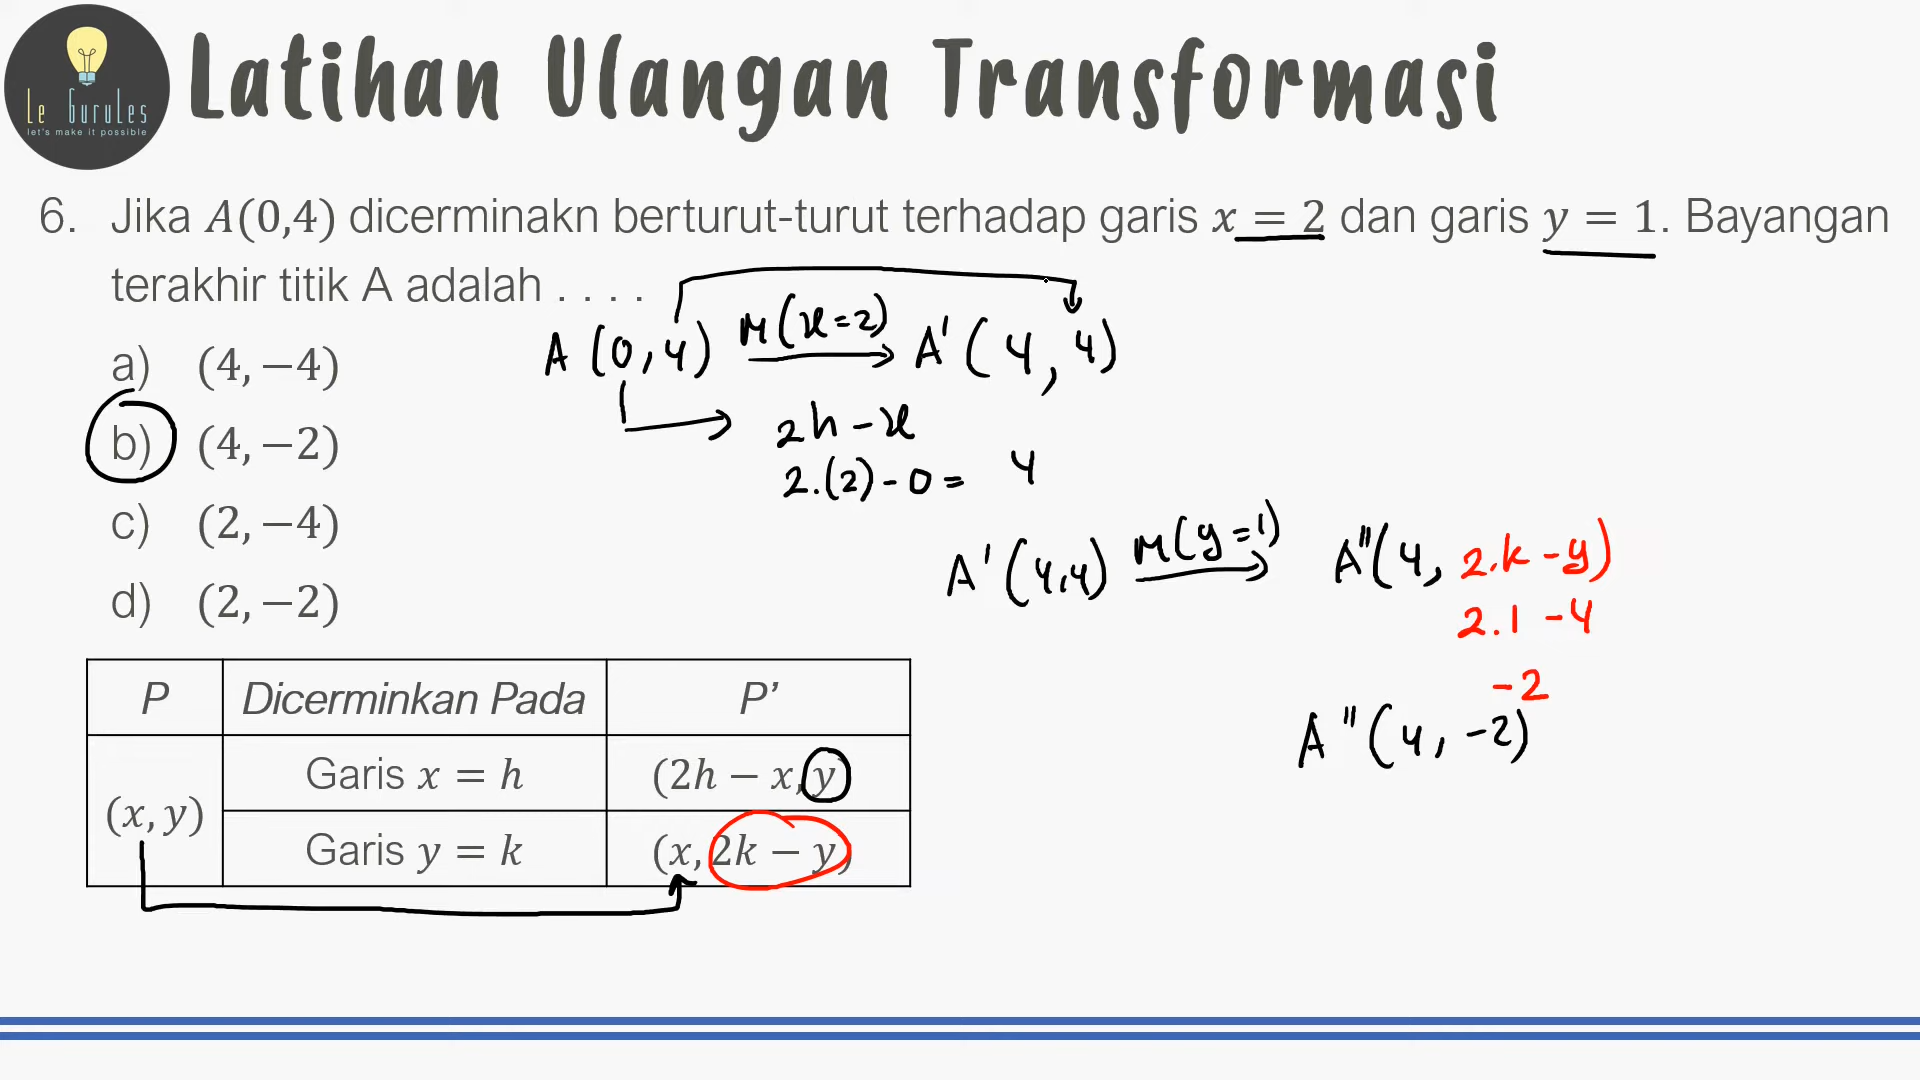 Le GuruLes
let's make it possible
Latihan Ulangan Transformasi
6. Jika A(0,4) dicerminakn berturut-turut terhadap garis x = 2 dan garis y = 1. Bayangan
terakhir titik A adalah . . . .
a) (4, −4)
b) (4, −2)
c) (2, −4)
d) (2, −2)
A (0, 4) M(x=2) A' (4, 4)
2h - x
2.(2) - 0 = 4
A' (4,4) M(y=1) A"(4, 2.k - y)
2.1 - 4
-2
A" (4, -2)
P Dicerminkan Pada P’
(x, y)
Garis x = h (2h − x, y)
Garis y = k (x, 2k − y)